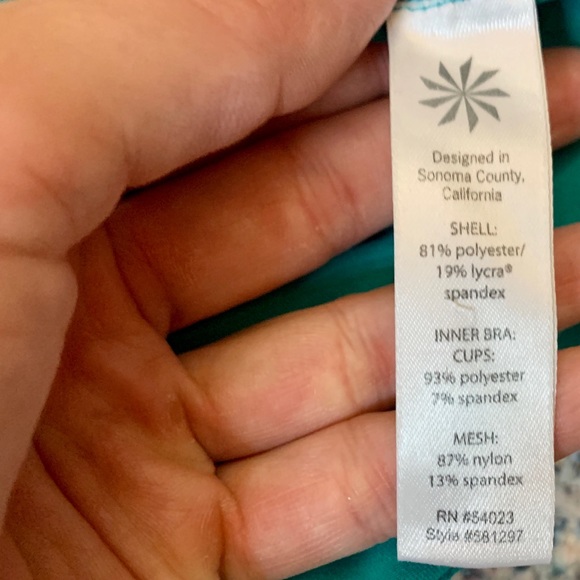 Designed in
Sonoma County,
California
SHELL:
81% polyester/
19% lycra®
spandex
INNER BRA:
CUPS:
93% polyester
7% spandex
MESH:
87% nylon
13% spandex
RN #54023
Style #581297